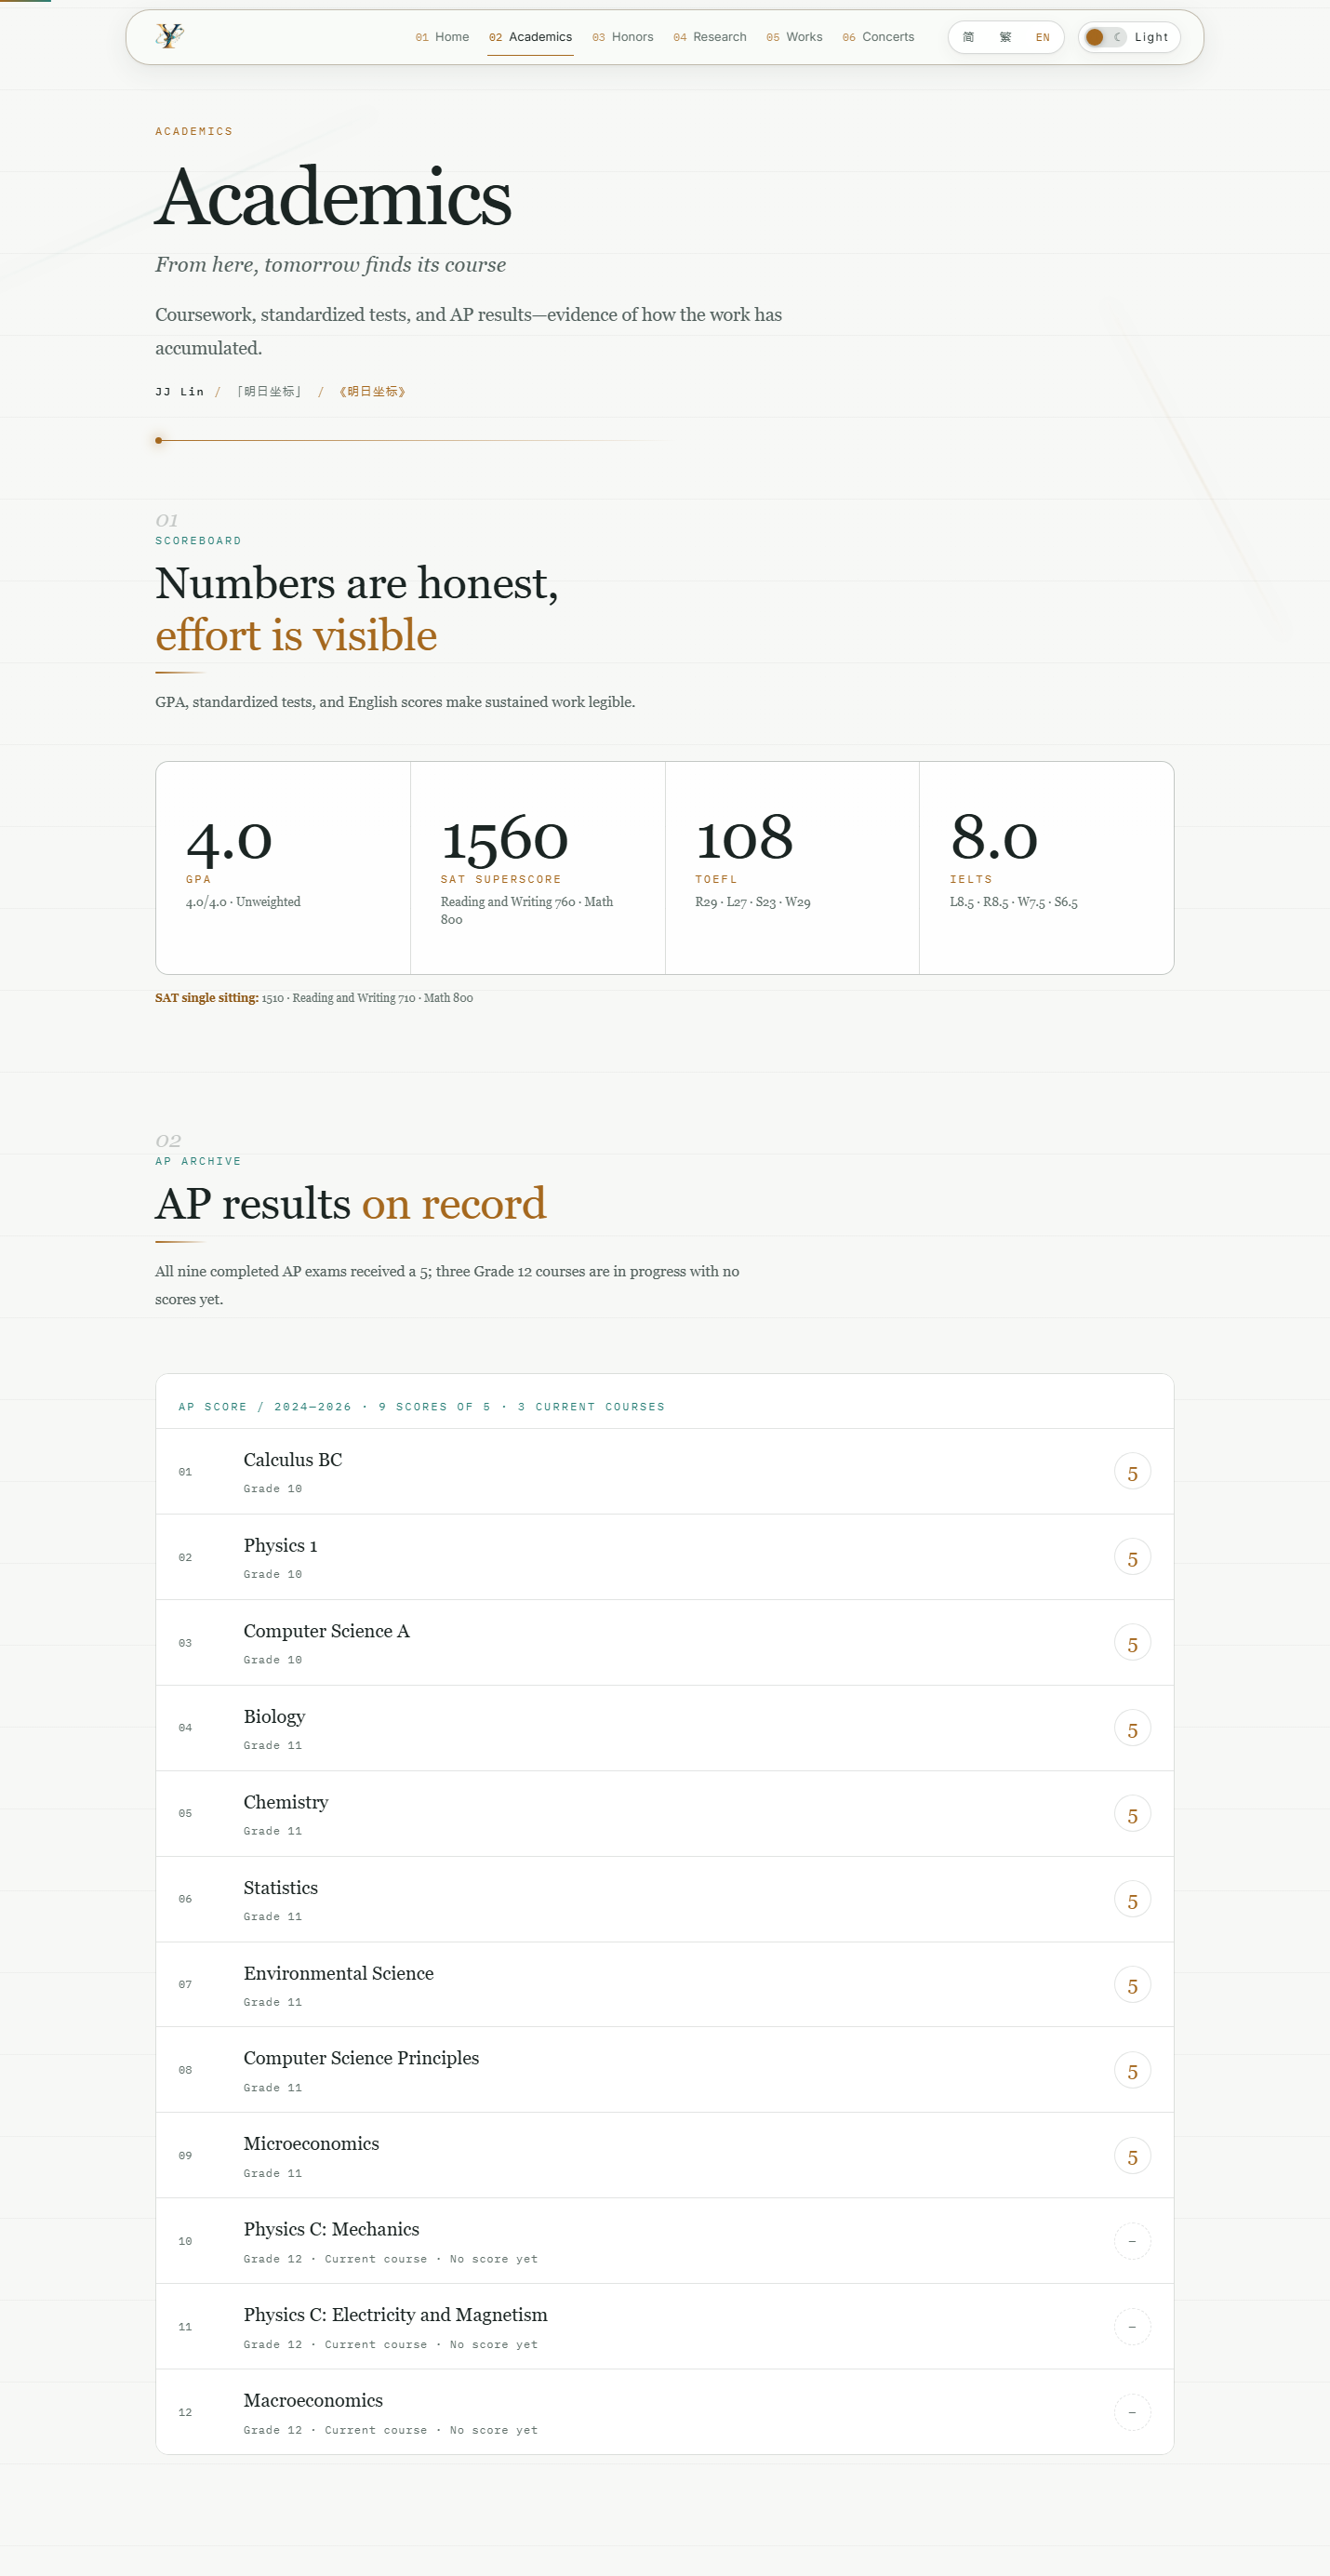 Y
01 Home 02 Academics 03 Honors 04 Research 05 Works 06 Concerts 简 繁 EN Light
ACADEMICS
Academics
From here, tomorrow finds its course
Coursework, standardized tests, and AP results—evidence of how the work has
accumulated.
JJ Lin / 「明日坐标」 / 《明日坐标》
01
SCOREBOARD
Numbers are honest,
effort is visible
GPA, standardized tests, and English scores make sustained work legible.
4.0
GPA
4.0/4.0 · Unweighted
1560
SAT SUPERSCORE
Reading and Writing 760 · Math
800
108
TOEFL
R29 · L27 · S23 · W29
8.0
IELTS
L8.5 · R8.5 · W7.5 · S6.5
SAT single sitting: 1510 · Reading and Writing 710 · Math 800
02
AP ARCHIVE
AP results on record
All nine completed AP exams received a 5; three Grade 12 courses are in progress with no
scores yet.
AP SCORE / 2024—2026 · 9 SCORES OF 5 · 3 CURRENT COURSES
01 Calculus BC 5
Grade 10
02 Physics 1 5
Grade 10
03 Computer Science A 5
Grade 10
04 Biology 5
Grade 11
05 Chemistry 5
Grade 11
06 Statistics 5
Grade 11
07 Environmental Science 5
Grade 11
08 Computer Science Principles 5
Grade 11
09 Microeconomics 5
Grade 11
10 Physics C: Mechanics –
Grade 12 · Current course · No score yet
11 Physics C: Electricity and Magnetism –
Grade 12 · Current course · No score yet
12 Macroeconomics –
Grade 12 · Current course · No score yet